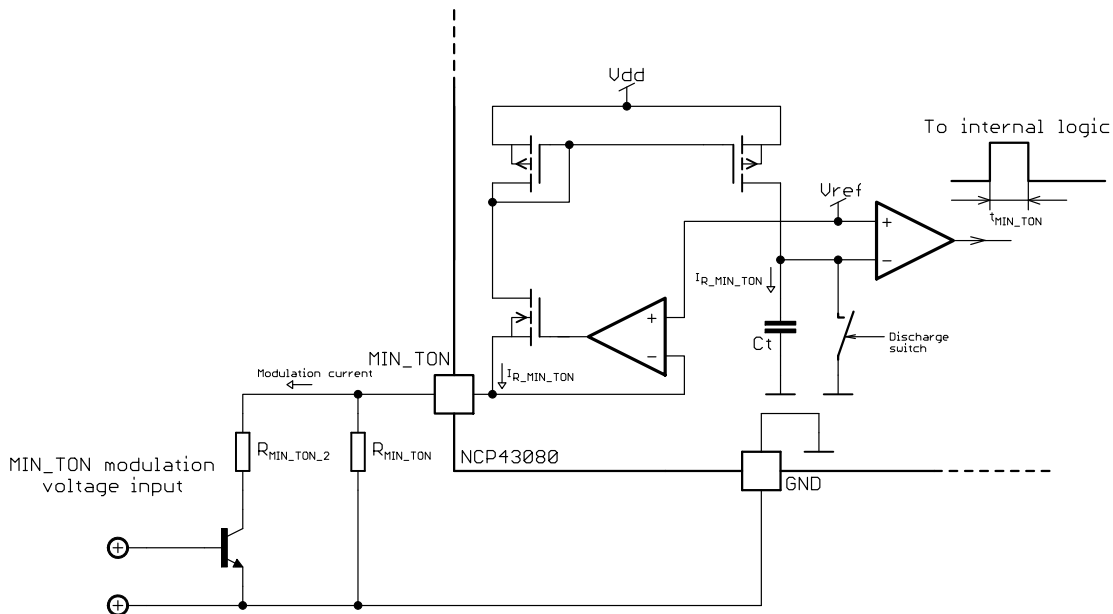 Vdd
To internal logic
Vref
tMIN_TON
+
−
IR_MIN_TON
+
−
Ct
Discharge
switch
MIN_TON
Modulation current
IR_MIN_TON
RMIN_TON_2
RMIN_TON
NCP43080
MIN_TON modulation
voltage input
GND